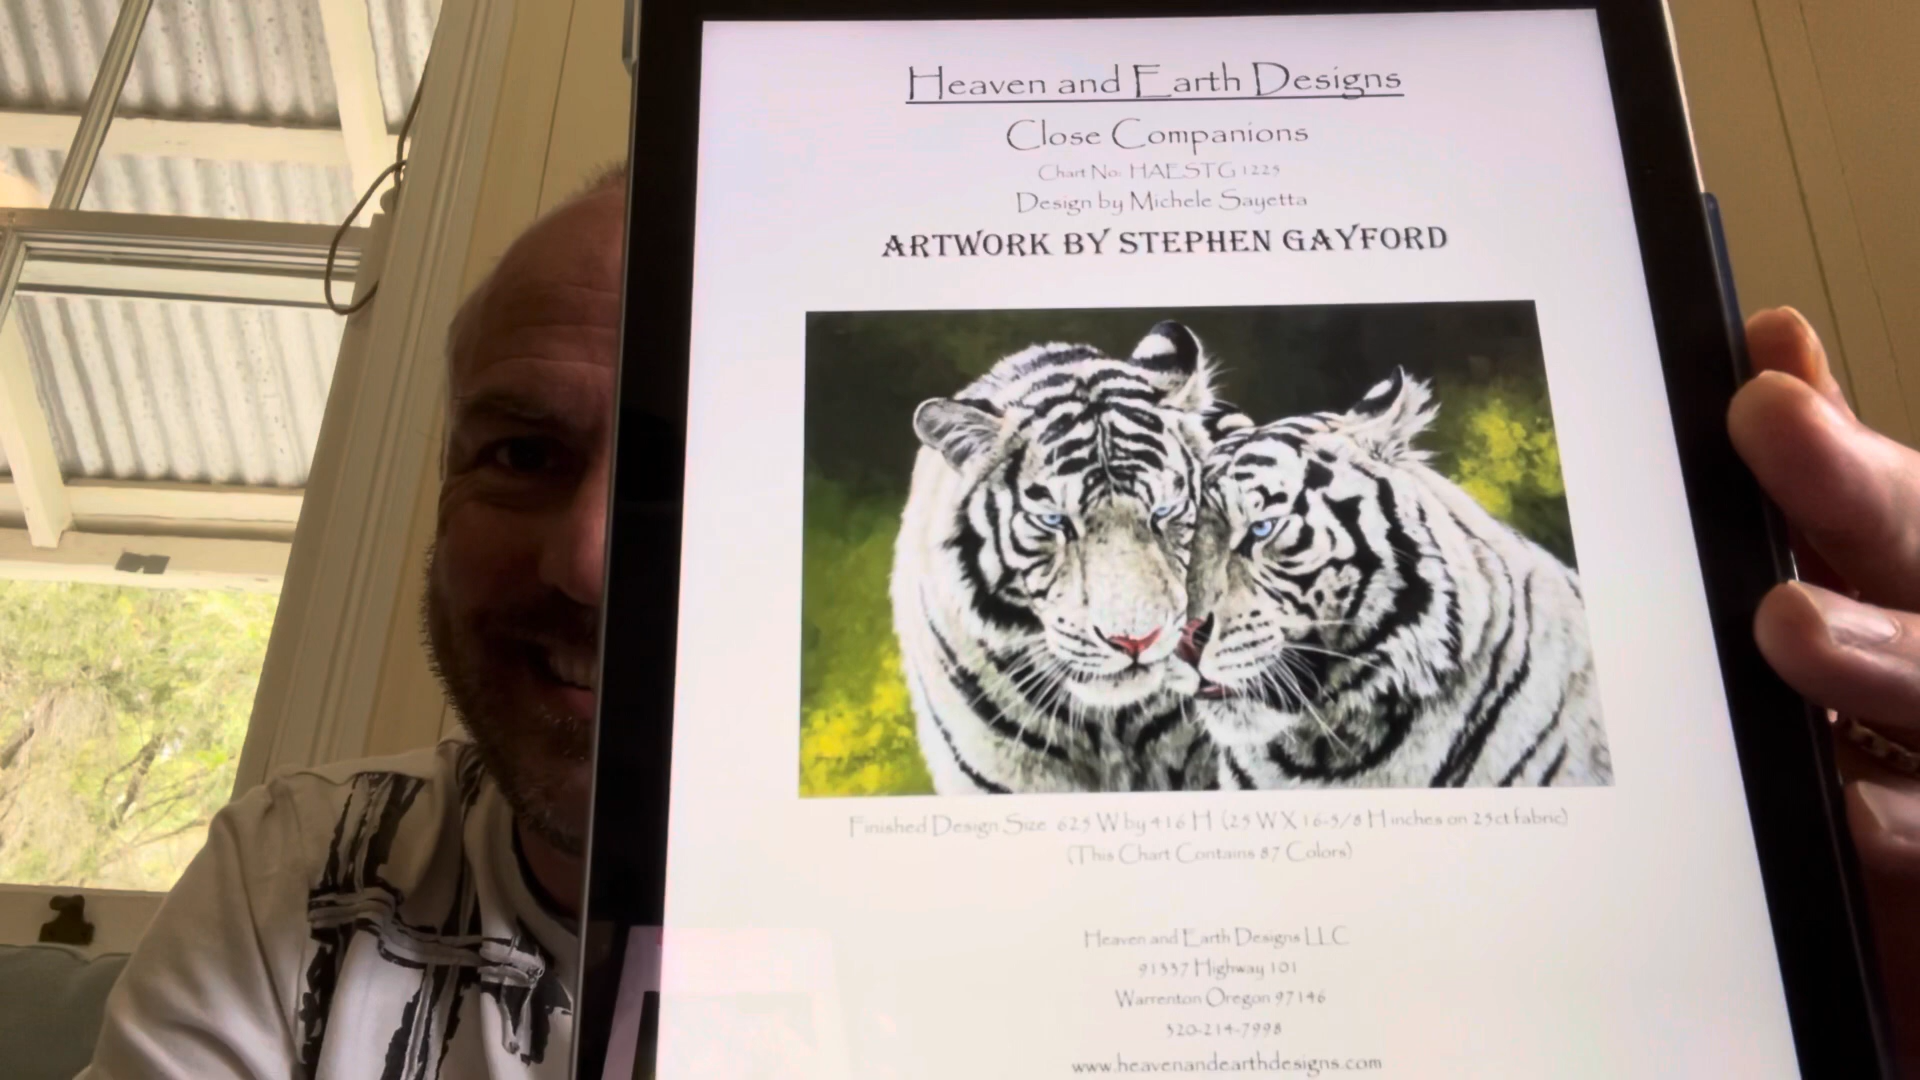 Heaven and Earth Designs
Close Companions
Chart No: HAESTG 1225
Design by Michele Sayetta
ARTWORK BY STEPHEN GAYFORD
Finished Design Size 625 W by 416 H (25 W X 16-5/8 H inches on 25ct fabric)
(This Chart Contains 87 Colors)
Heaven and Earth Designs LLC
91337 Highway 101
Warrenton Oregon 97146
520-214-7998
www.heavenandearthdesigns.com